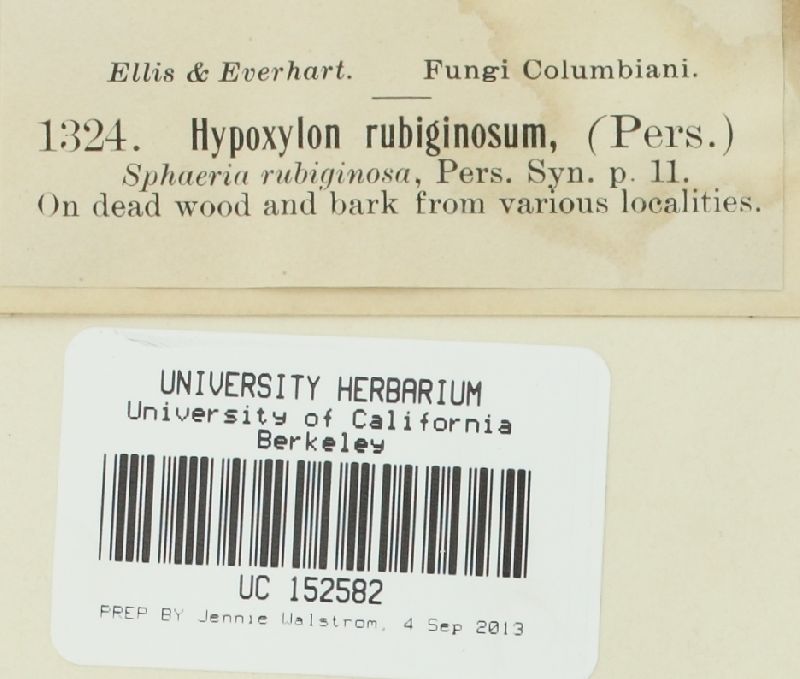 Ellis & Everhart. Fungi Columbiani.
1324. Hypoxylon rubiginosum, (Pers.)
Sphaeria rubiginosa, Pers. Syn. p. 11.
On dead wood and bark from various localities.
UNIVERSITY HERBARIUM
University of California
Berkeley
UC 152582
PREP BY Jennie Walstrom, 4 Sep 2013